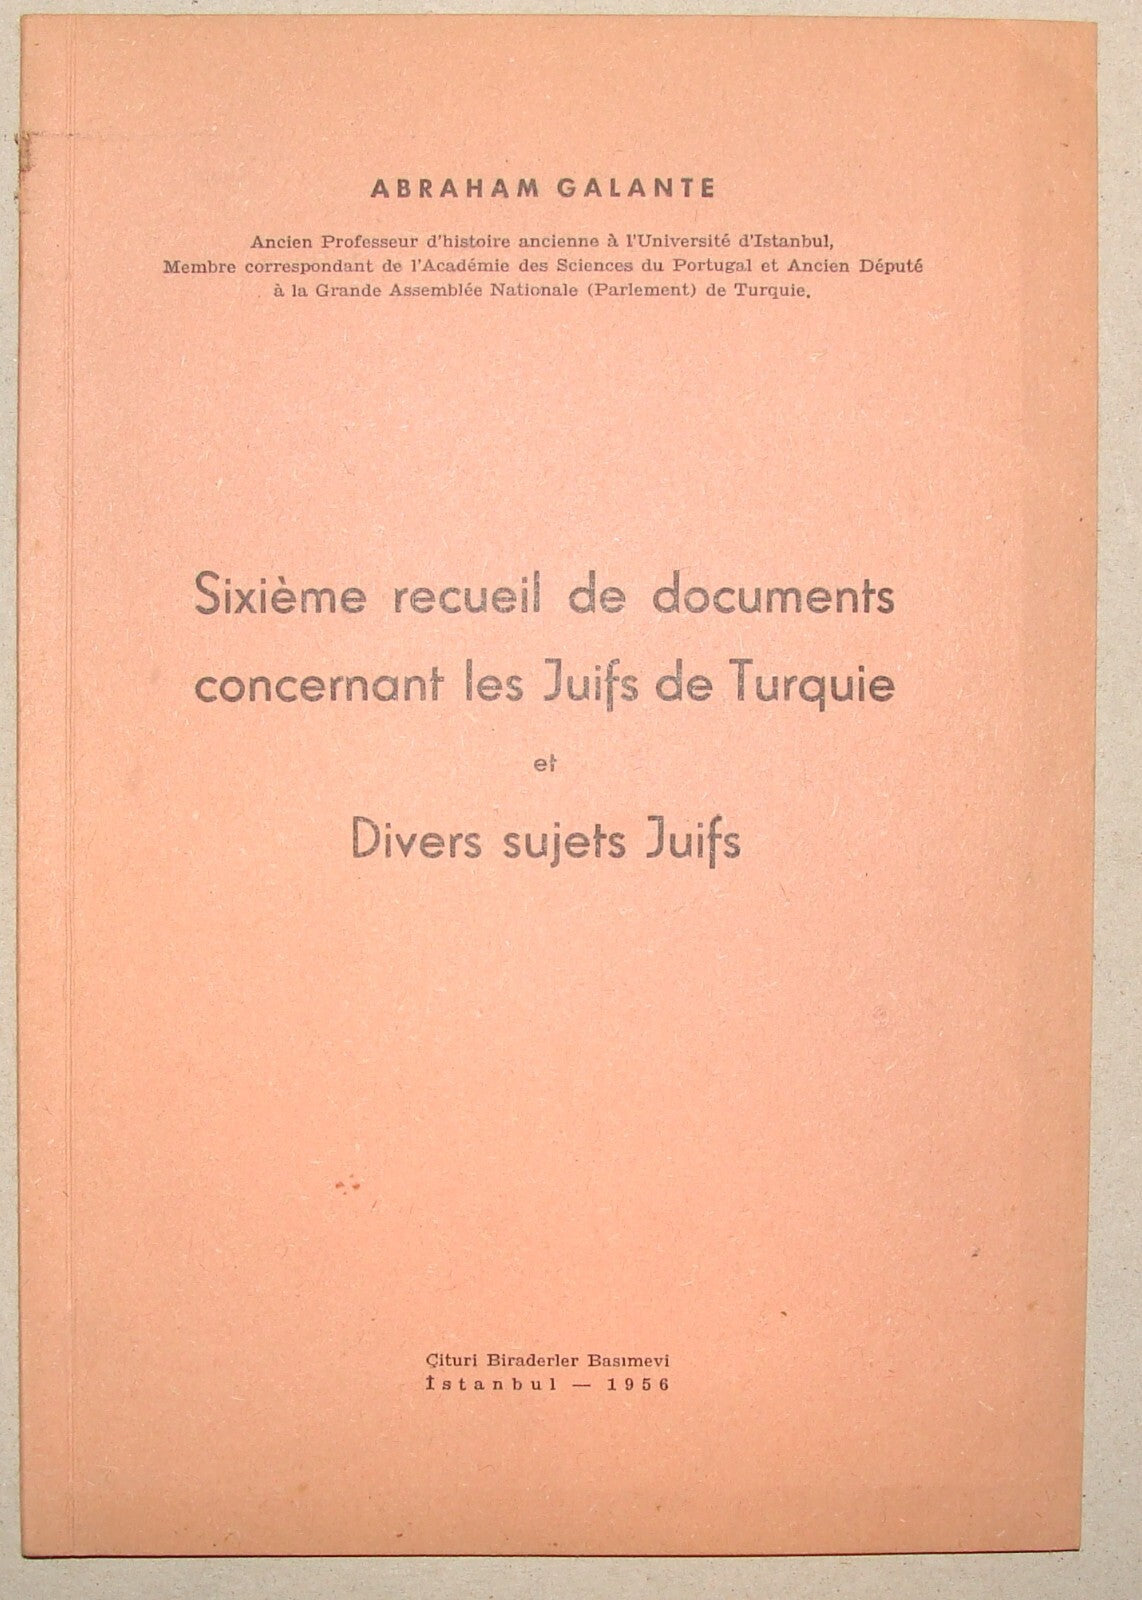 ABRAHAM GALANTE
Ancien Professeur d'histoire ancienne à l'Université d'Istanbul,
Membre correspondant de l'Académie des Sciences du Portugal et Ancien Député
à la Grande Assemblée Nationale (Parlement) de Turquie.
Sixième recueil de documents
concernant les Juifs de Turquie
et
Divers sujets Juifs
Çituri Biraderler Basımevi
İstanbul — 1956